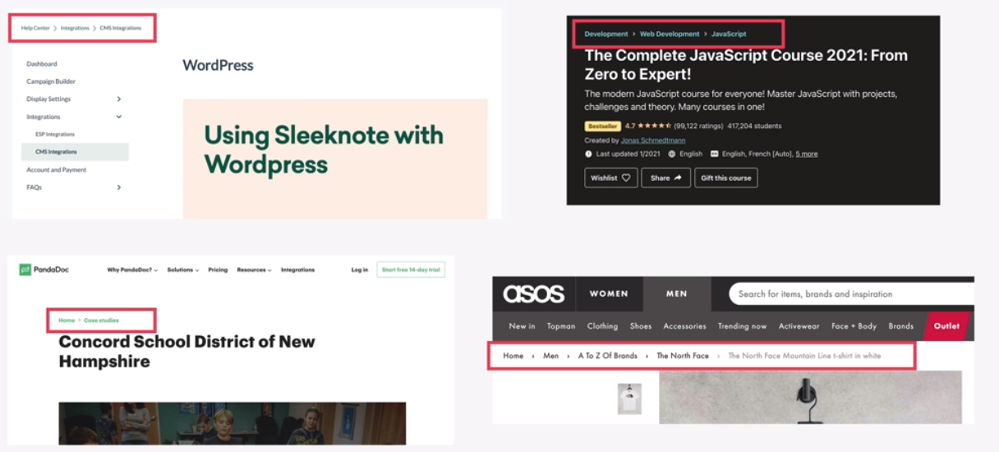 Help Center > Integrations > CMS Integrations
Dashboard
Campaign Builder
Display Settings
Integrations
ESP Integrations
CMS Integrations
Account and Payment
FAQs
WordPress
Using Sleeknote with
Wordpress
Development > Web Development > JavaScript
The Complete JavaScript Course 2021: From
Zero to Expert!
The modern JavaScript course for everyone! Master JavaScript with projects,
challenges and theory. Many courses in one!
Bestseller 4.7 ★★★★★ (99,122 ratings) 417,204 students
Created by Jonas Schmedtmann
Last updated 1/2021 English CC English, French [Auto], 5 more
Wishlist Share Gift this course
pd PandaDoc Why PandaDoc? Solutions Pricing Resources Integrations Log in Start free 14-day trial
Home > Case studies
Concord School District of New
Hampshire
asos WOMEN MEN Search for items, brands and inspiration
New in Topman Clothing Shoes Accessories Trending now Activewear Face + Body Brands Outlet
Home › Men › A To Z Of Brands › The North Face › The North Face Mountain Line t-shirt in white